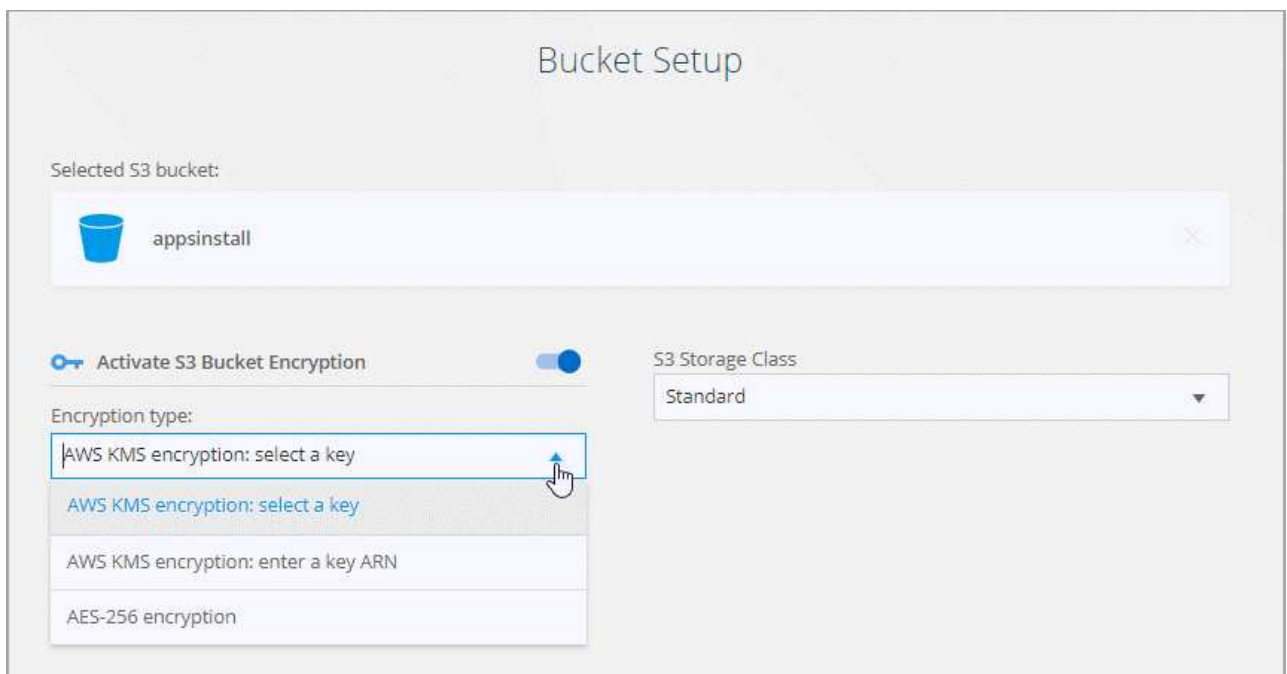 Bucket Setup
Selected S3 bucket:
appsinstall
Activate S3 Bucket Encryption
Encryption type:
AWS KMS encryption: select a key
AWS KMS encryption: select a key
AWS KMS encryption: enter a key ARN
AES-256 encryption
S3 Storage Class
Standard